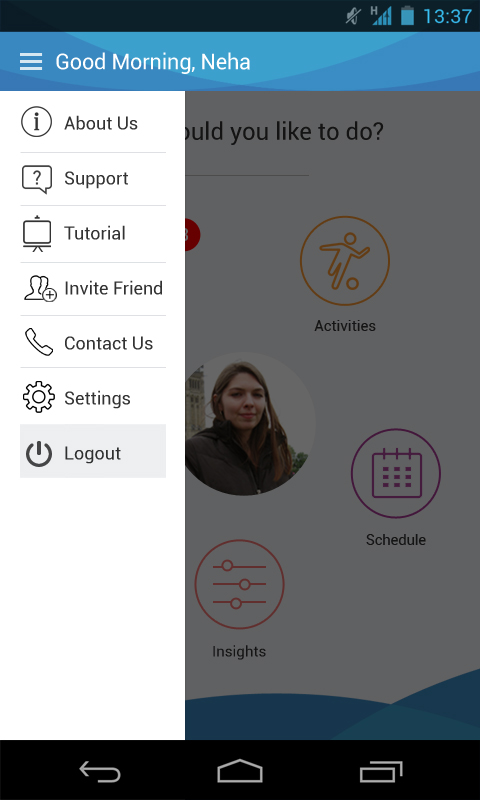 H 13:37
Good Morning, Neha
ould you like to do?
About Us
Support
Tutorial
Invite Friend
Contact Us
Settings
Logout
Activities
Schedule
Insights